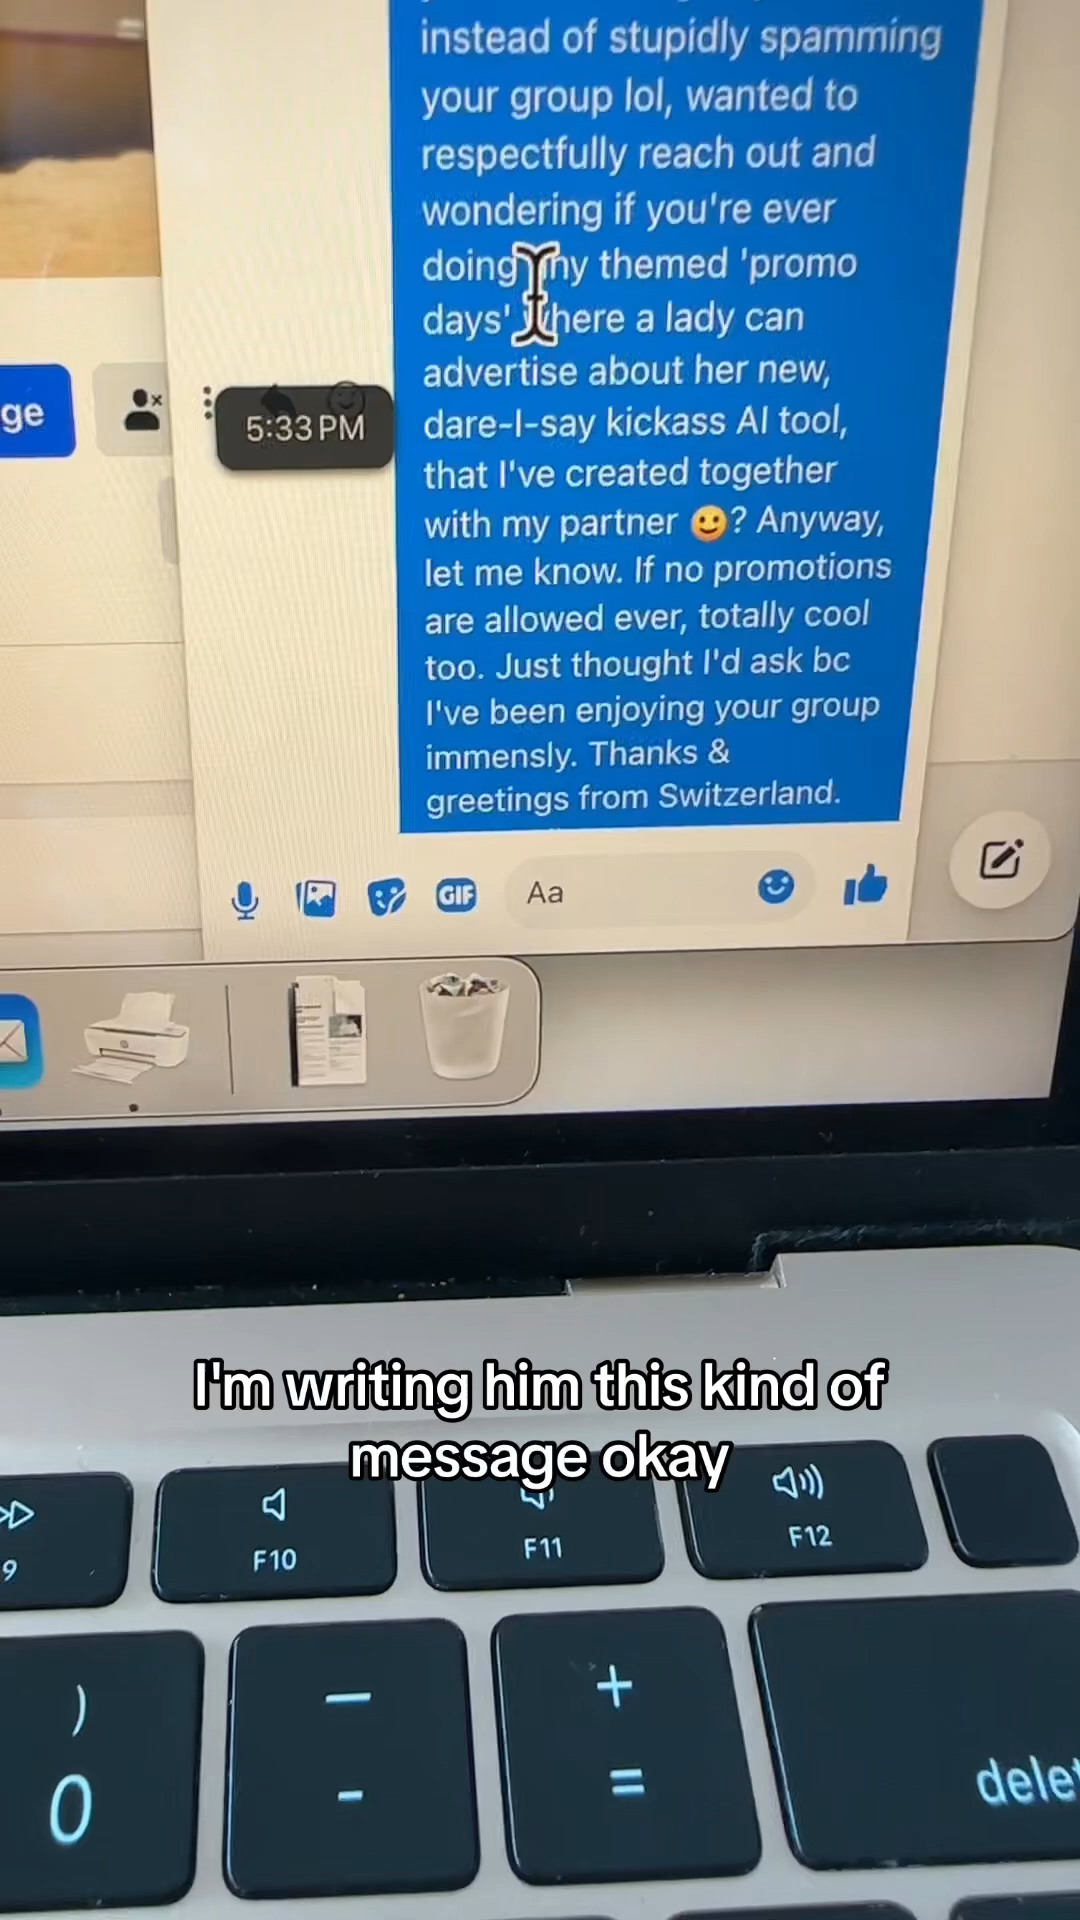 instead of stupidly spamming
your group lol, wanted to
respectfully reach out and
wondering if you're ever
doing themed 'promo
days' where a lady can
advertise about her new,
dare-I-say kickass AI tool,
that I've created together
with my partner 🙂? Anyway,
let me know. If no promotions
are allowed ever, totally cool
too. Just thought I'd ask bc
I've been enjoying your group
immensly. Thanks &
greetings from Switzerland.
ge
5:33 PM
GIF
Aa
I'm writing him this kind of
message okay
9
F10
F11
F12
)
0
—
-
+
=
delet